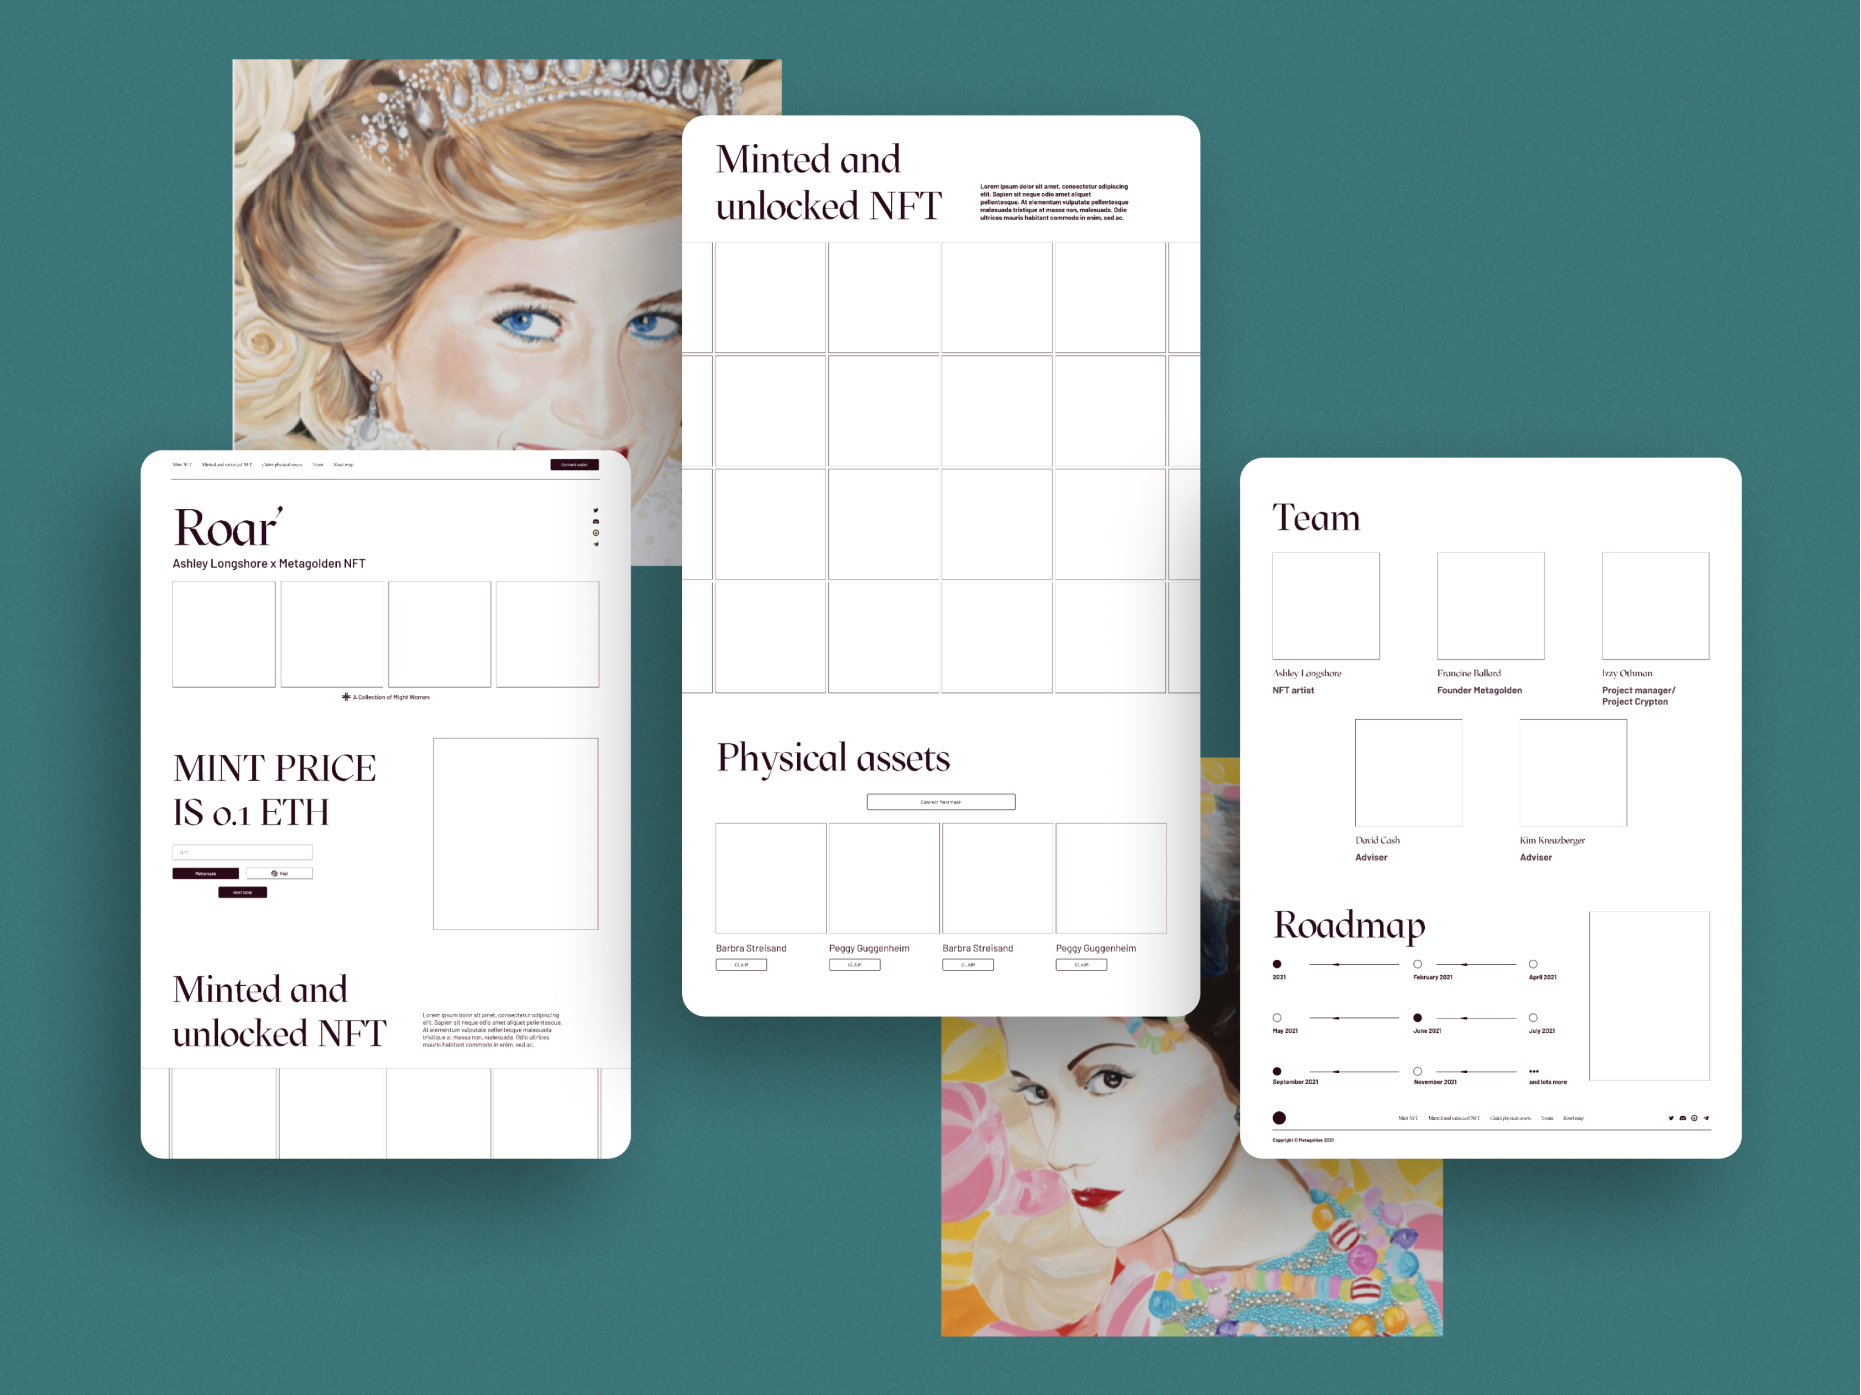 Mint NFT Minted and unlocked NFT Claim physical assets Team Road map Connect wallet
Roar'
Ashley Longshore x Metagolden NFT
A Collection of Might Women
MINT PRICE
IS 0.1 ETH
NFT
Metamask Fiat
MINT NOW
Minted and
unlocked NFT
Lorem ipsum dolor sit amet, consectetur adipiscing
elit. Sapien sit neque odio amet aliquet pellentesque.
At elementum vulputate pellentesque malesuada
tristique at massa non, malesuada. Odio ultrices
mauris habitant commodo in enim, sed ac.
Minted and
unlocked NFT
Lorem ipsum dolor sit amet, consectetur adipiscing
elit. Sapien sit neque odio amet aliquet
pellentesque. At elementum vulputate pellentesque
malesuada tristique at massa non, malesuada. Odio
ultrices mauris habitant commodo in enim, sed ac.
Physical assets
Connect Metamask
Barbra Streisand Peggy Guggenheim Barbra Streisand Peggy Guggenheim
CLAIM CLAIM CLAIM CLAIM
Team
Ashley Longshore Francine Ballard Izzy Othman
NFT artist Founder Metagolden Project manager/
Project Crypton
David Cash Kim Kreuzberger
Adviser Adviser
Roadmap
2021 February 2021 April 2021
May 2021 June 2021 July 2021
September 2021 November 2021 and lots more
Mint NFT Minted and unlocked NFT Claim physical assets Team Road map
Copyright © Metagolden 2021